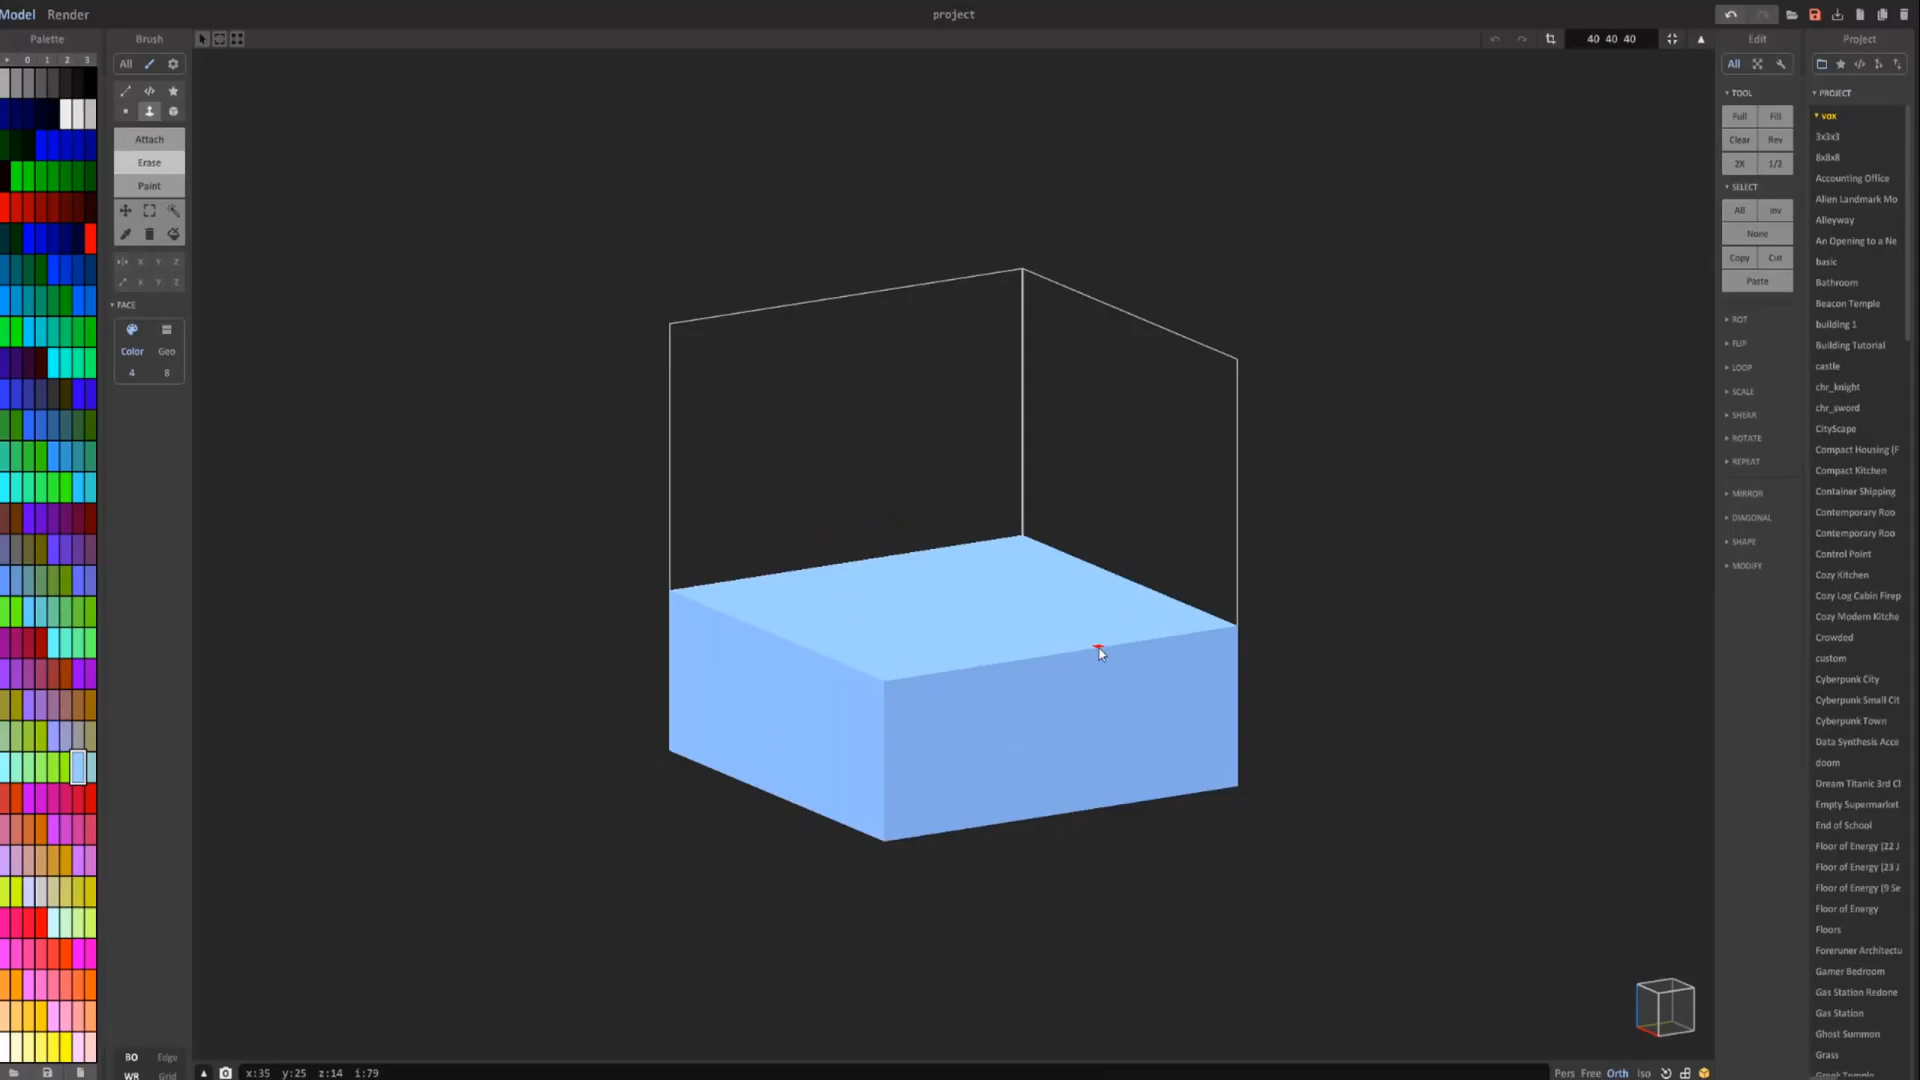 Model Render
project
Palette
0 1 2 3
Brush
All
Attach
Erase
Paint
X Y Z
X Y Z
FACE
Color Geo
4 8
BO Edge
WR Grid
40 40 40
Edit
All
TOOL
Full Fill
Clear Rev
2X 1/2
SELECT
All Inv
None
Copy Cut
Paste
ROT
FLIP
LOOP
SCALE
SHEAR
ROTATE
REPEAT
MIRROR
DIAGONAL
SHAPE
MODIFY
Project
PROJECT
vox
3x3x3
8x8x8
Accounting Office
Alien Landmark Mo
Alleyway
An Opening to a Ne
basic
Bathroom
Beacon Temple
building 1
Building Tutorial
castle
chr_knight
chr_sword
CityScape
Compact Housing (F
Compact Kitchen
Container Shipping
Contemporary Roo
Contemporary Roo
Control Point
Cozy Kitchen
Cozy Log Cabin Firep
Cozy Modern Kitche
Crowded
custom
Cyberpunk City
Cyberpunk Small Cit
Cyberpunk Town
Data Synthesis Acce
doom
Dream Titanic 3rd Cl
Empty Supermarket
End of School
Floor of Energy (22 J
Floor of Energy (23 J
Floor of Energy (9 Se
Floor of Energy
Floors
Foreruner Architectu
Gamer Bedroom
Gas Station Redone
Gas Station
Ghost Summon
Grass
Greek Temple
x:35 y:25 z:14 i:79
Pers Free Orth Iso